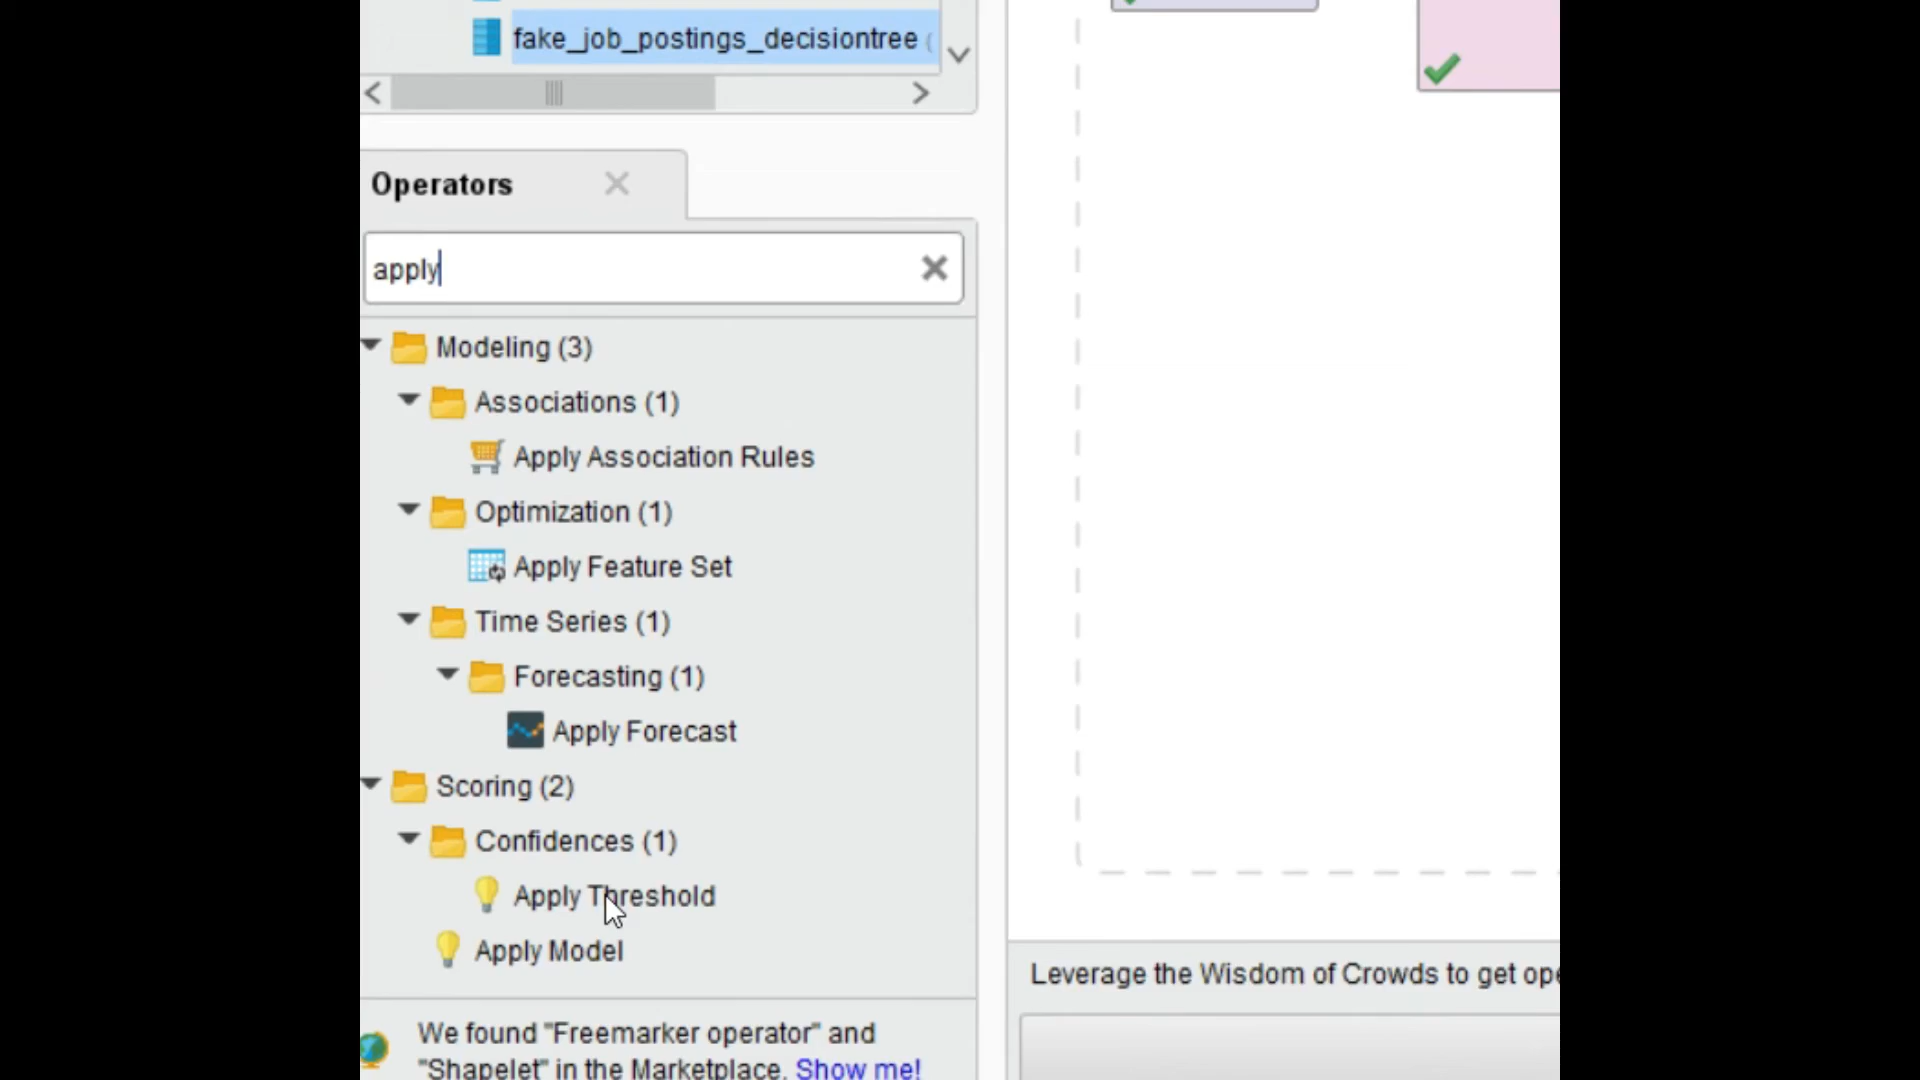 fake_job_postings_decisiontree (
Operators
apply
Modeling (3)
Associations (1)
Apply Association Rules
Optimization (1)
Apply Feature Set
Time Series (1)
Forecasting (1)
Apply Forecast
Scoring (2)
Confidences (1)
Apply Threshold
Apply Model
We found "Freemarker operator" and
"Shapelet" in the Marketplace. Show me!
Leverage the Wisdom of Crowds to get ope